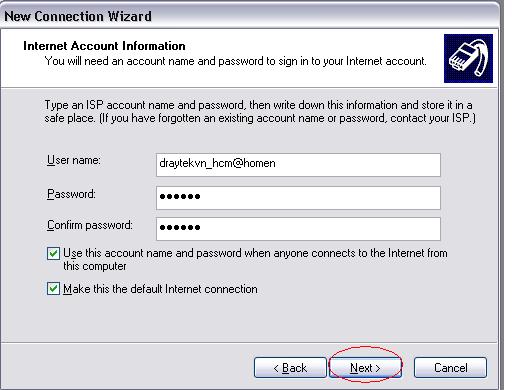 New Connection Wizard
Internet Account Information
You will need an account name and password to sign in to your Internet account.
Type an ISP account name and password, then write down this information and store it in a
safe place. (If you have forgotten an existing account name or password, contact your ISP.)
User name:
draytekvn_hcm@homen
Password:
●●●●●●
Confirm password:
●●●●●●
Use this account name and password when anyone connects to the Internet from
this computer
Make this the default Internet connection
< Back
Next >
Cancel